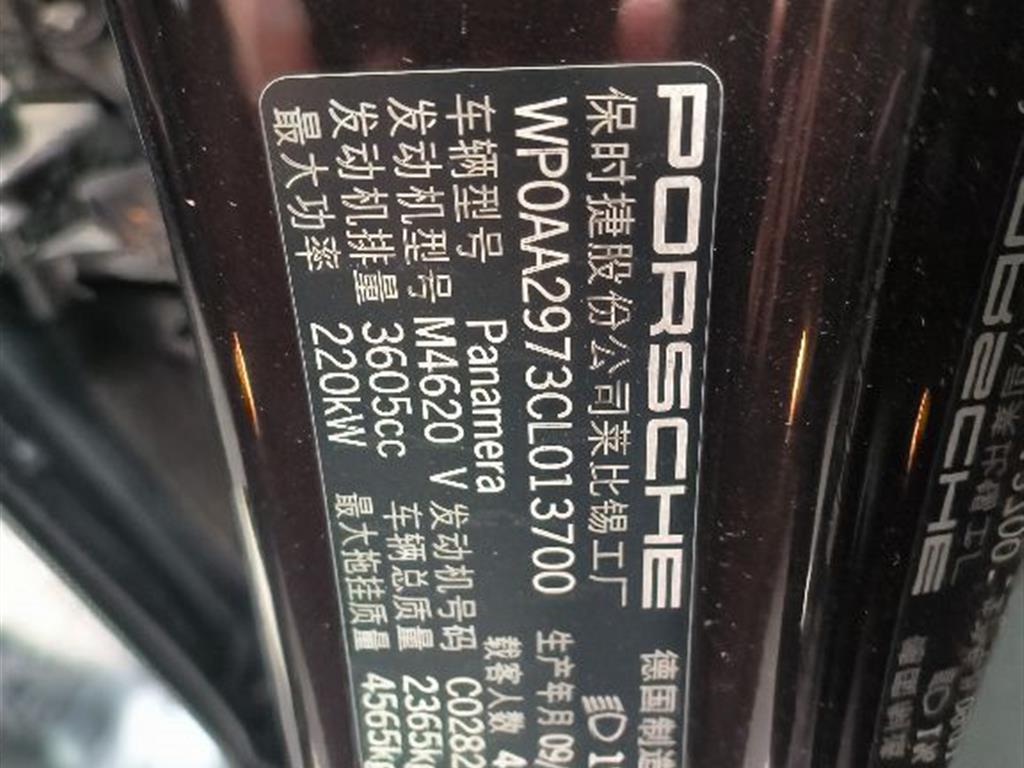 PORSCHE 德国制造
保时捷股份公司莱比锡工厂
WP0AA2973CL013700 生产年月 09/
车辆型号 Panamera 载客人数 4
发动机型号 M4620 V 发动机号码 C0282
发动机排量 3605cc 车辆总质量 2365kg
最大功率 220kW 最大拖挂质量 4565kg